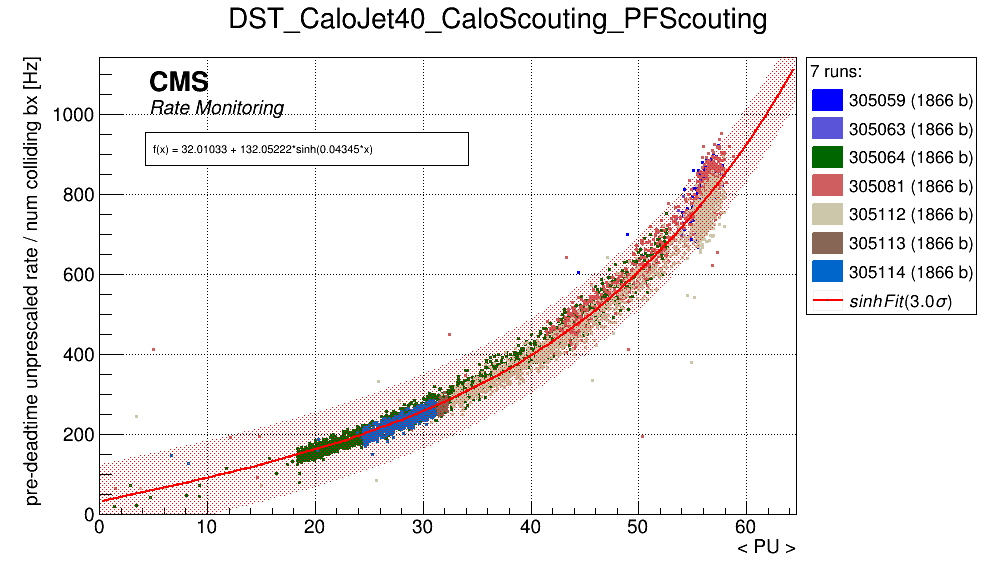 DST_CaloJet40_CaloScouting_PFScouting
pre-deadtime unprescaled rate / num colliding bx [Hz]
CMS
Rate Monitoring
f(x) = 32.01033 + 132.05222*sinh(0.04345*x)
1000
800
600
400
200
0
0 10 20 30 40 50 60
< PU >
7 runs:
305059 (1866 b)
305063 (1866 b)
305064 (1866 b)
305081 (1866 b)
305112 (1866 b)
305113 (1866 b)
305114 (1866 b)
sinhFit(3.0σ)